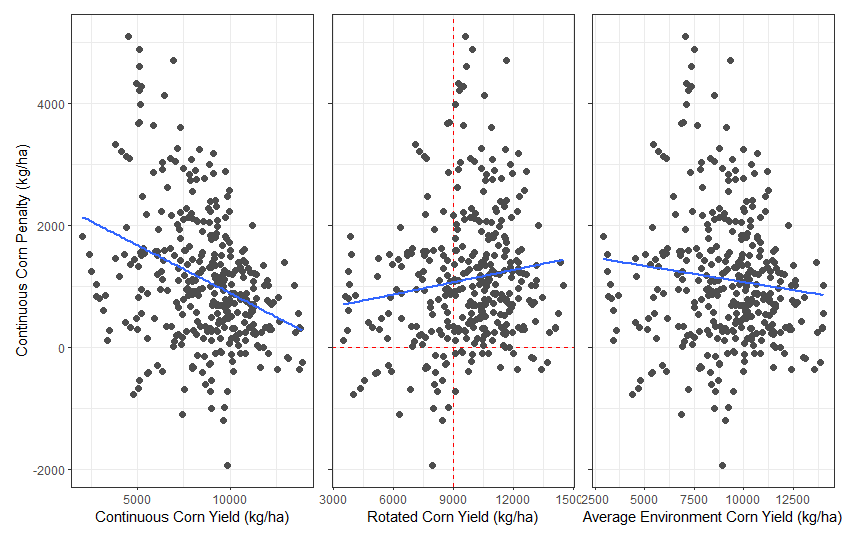 Continuous Corn Penalty (kg/ha)
4000
2000
0
-2000
5000 10000
3000 6000 9000 12000 15000
2500 5000 7500 10000 12500
Continuous Corn Yield (kg/ha)
Rotated Corn Yield (kg/ha)
Average Environment Corn Yield (kg/ha)